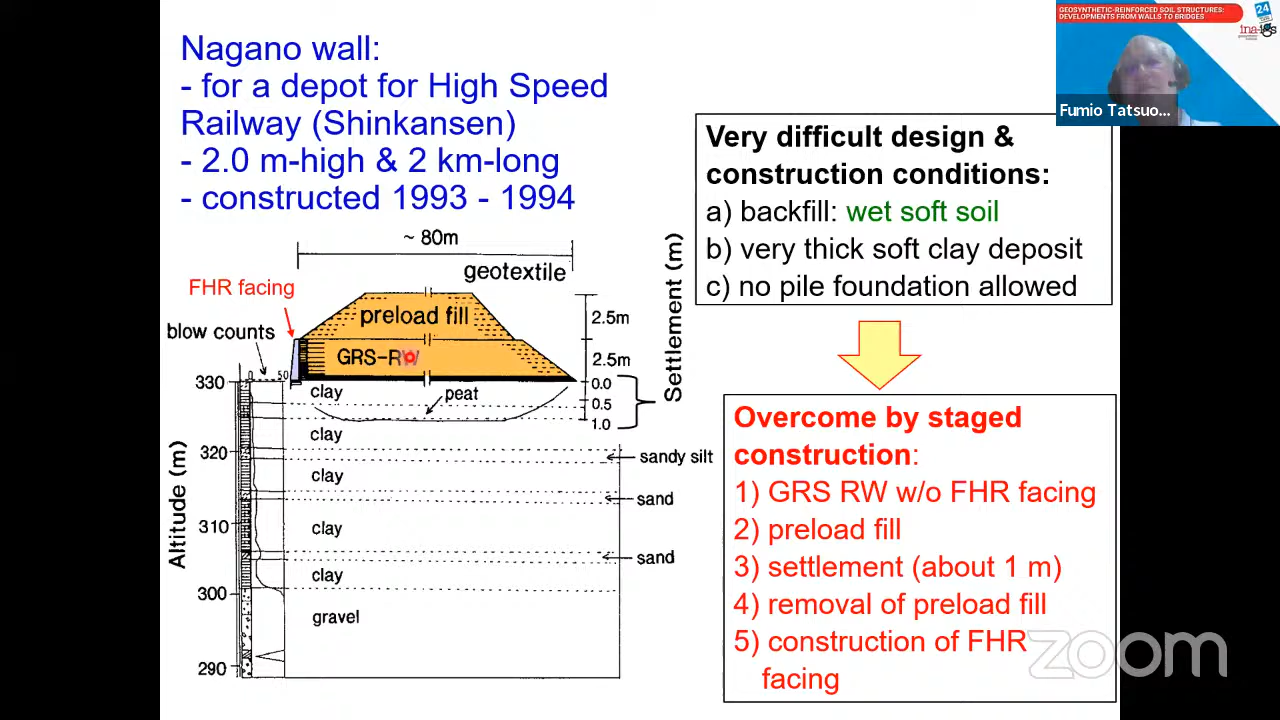 Nagano wall:
- for a depot for High Speed
Railway (Shinkansen)
- 2.0 m-high & 2 km-long
- constructed 1993 - 1994
~ 80m
geotextile
FHR facing
preload fill
2.5m
blow counts
GRS-RW
2.5m
0
50
330
clay
peat
0.0
0.5
1.0
Settlement (m)
clay
320
sandy silt
clay
sand
310
clay
sand
clay
300
gravel
290
Altitude (m)
Very difficult design &
construction conditions:
a) backfill: wet soft soil
b) very thick soft clay deposit
c) no pile foundation allowed
Overcome by staged
construction:
1) GRS RW w/o FHR facing
2) preload fill
3) settlement (about 1 m)
4) removal of preload fill
5) construction of FHR
facing
GEOSYNTHETIC-REINFORCED SOIL STRUCTURES:
DEVELOPMENTS FROM WALLS TO BRIDGES
24
ina-igs
Fumio Tatsuo...
zoom